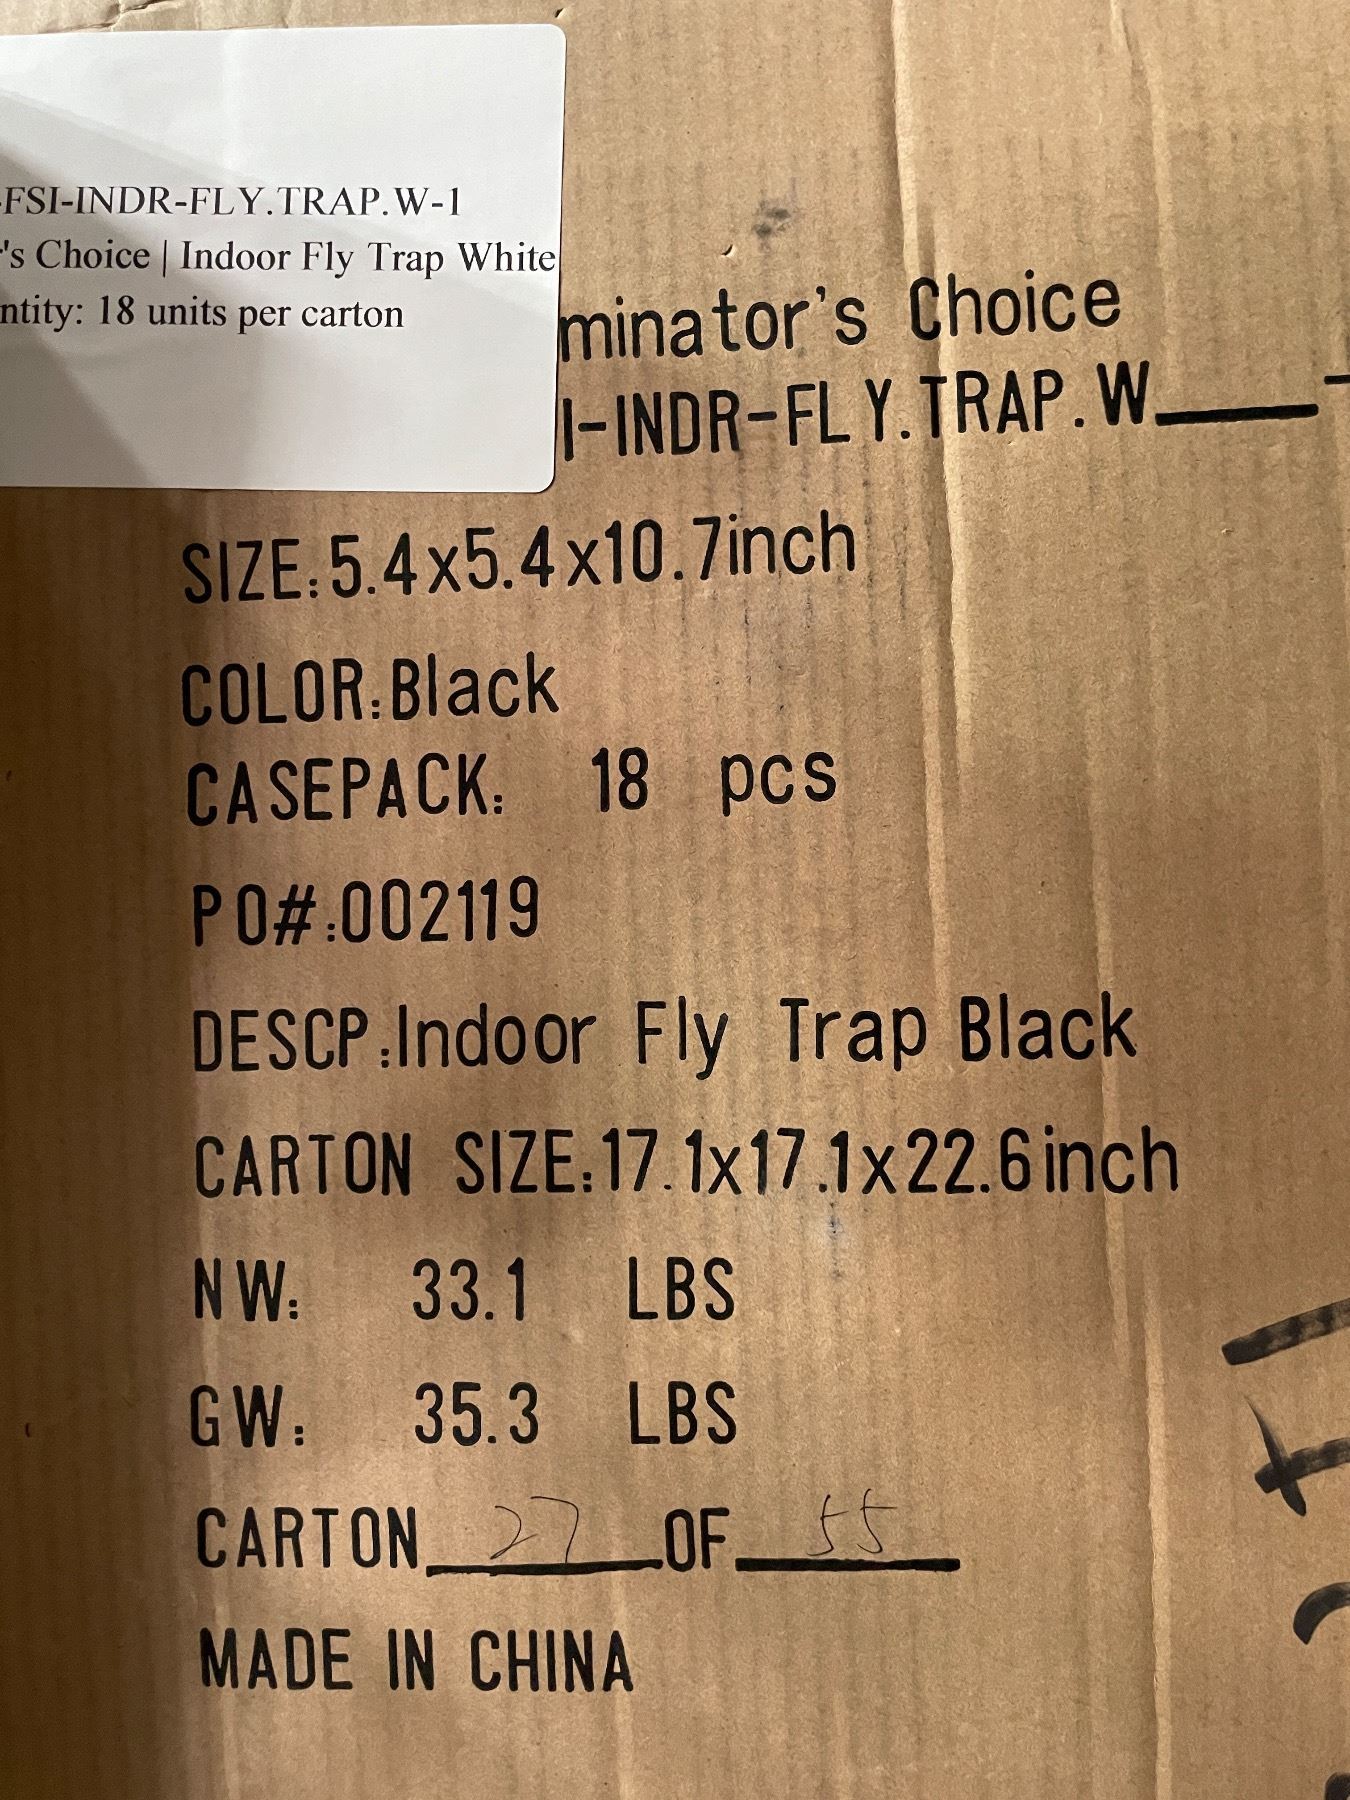 -FSI-INDR-FLY.TRAP.W-1
's Choice | Indoor Fly Trap White
ntity: 18 units per carton
minator's Choice
I-INDR-FLY.TRAP.W
SIZE:5.4x5.4x10.7inch
COLOR:Black
CASEPACK: 18 pcs
PO#:002119
DESCP:Indoor Fly Trap Black
CARTON SIZE:17.1x17.1x22.6inch
NW: 33.1 LBS
GW: 35.3 LBS
CARTON 27 OF 55
MADE IN CHINA